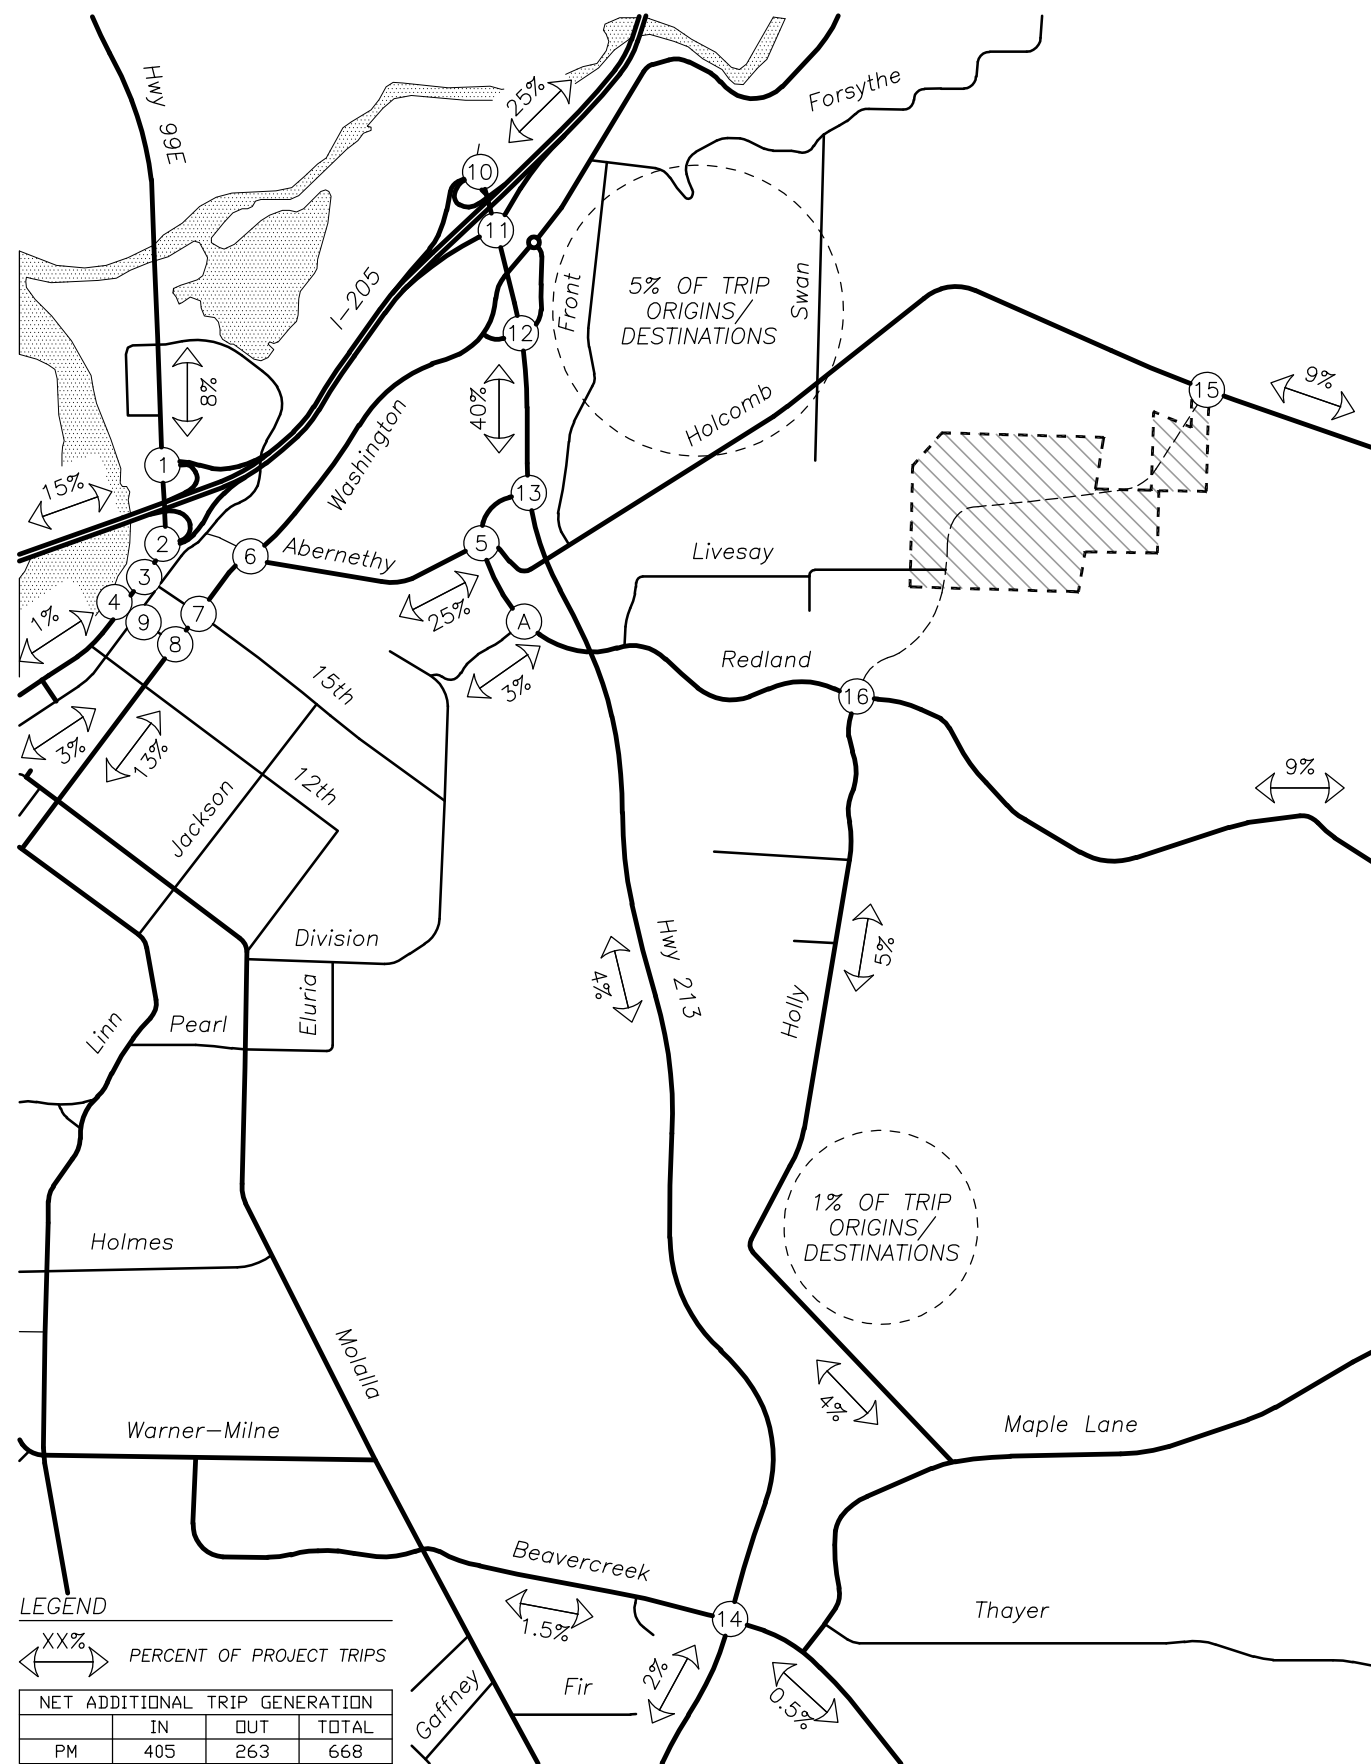 Hwy 99E
25%
Forsythe
10
11
I-205
Front
5% OF TRIP
ORIGINS/
DESTINATIONS
Swan
12
8%
40%
Washington
Holcomb
15
9%
1
15%
13
2
6
Abernethy
5
Livesay
3
4
9
7
8
25%
A
1%
3%
Redland
16
15th
3%
13%
12th
Jackson
9%
Division
Hwy 213
4%
5%
Eluria
Holly
Linn
Pearl
1% OF TRIP
ORIGINS/
DESTINATIONS
Holmes
Molalla
4%
Maple Lane
Warner-Milne
Beavercreek
14
1.5%
Thayer
2%
0.5%
Fir
Gaffney
LEGEND
XX% PERCENT OF PROJECT TRIPS
NET ADDITIONAL TRIP GENERATION
IN OUT TOTAL
PM 405 263 668